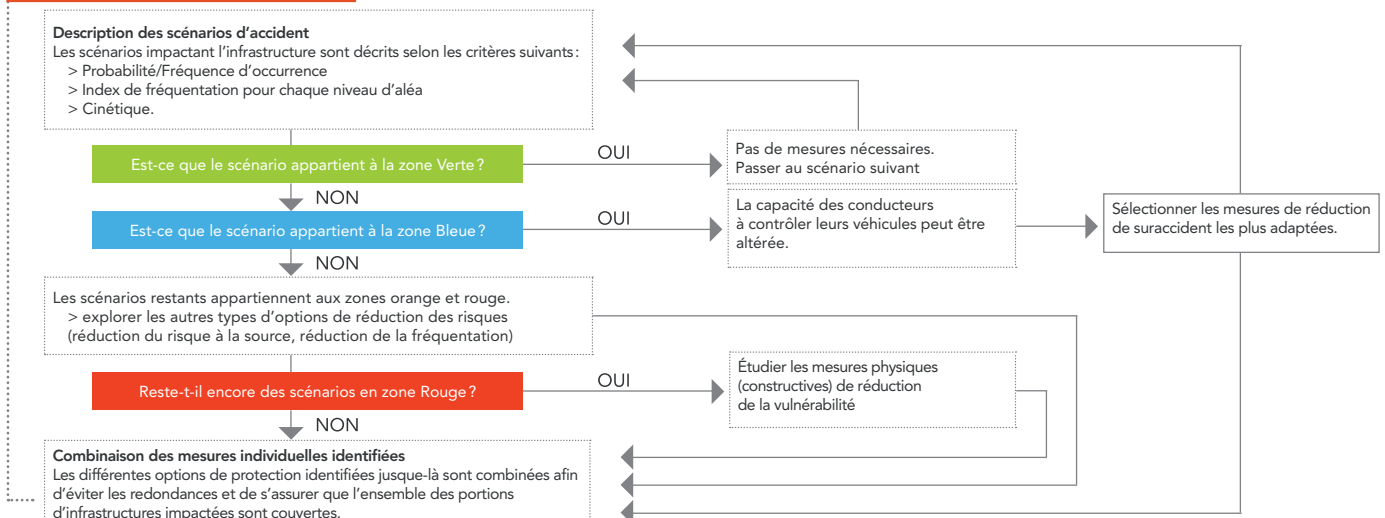 Description des scénarios d'accident
Les scénarios impactant l'infrastructure sont décrits selon les critères suivants :
> Probabilité/Fréquence d'occurrence
> Index de fréquentation pour chaque niveau d'aléa
> Cinétique.
Est-ce que le scénario appartient à la zone Verte ?
OUI
Pas de mesures nécessaires.
Passer au scénario suivant
NON
Est-ce que le scénario appartient à la zone Bleue ?
OUI
La capacité des conducteurs
à contrôler leurs véhicules peut être
altérée.
Sélectionner les mesures de réduction
de suraccident les plus adaptées.
NON
Les scénarios restants appartiennent aux zones orange et rouge.
> explorer les autres types d'options de réduction des risques
(réduction du risque à la source, réduction de la fréquentation)
Reste-t-il encore des scénarios en zone Rouge ?
OUI
Étudier les mesures physiques
(constructives) de réduction
de la vulnérabilité
NON
Combinaison des mesures individuelles identifiées
Les différentes options de protection identifiées jusque-là sont combinées afin
d'éviter les redondances et de s'assurer que l'ensemble des portions
d'infrastructures impactées sont couvertes.